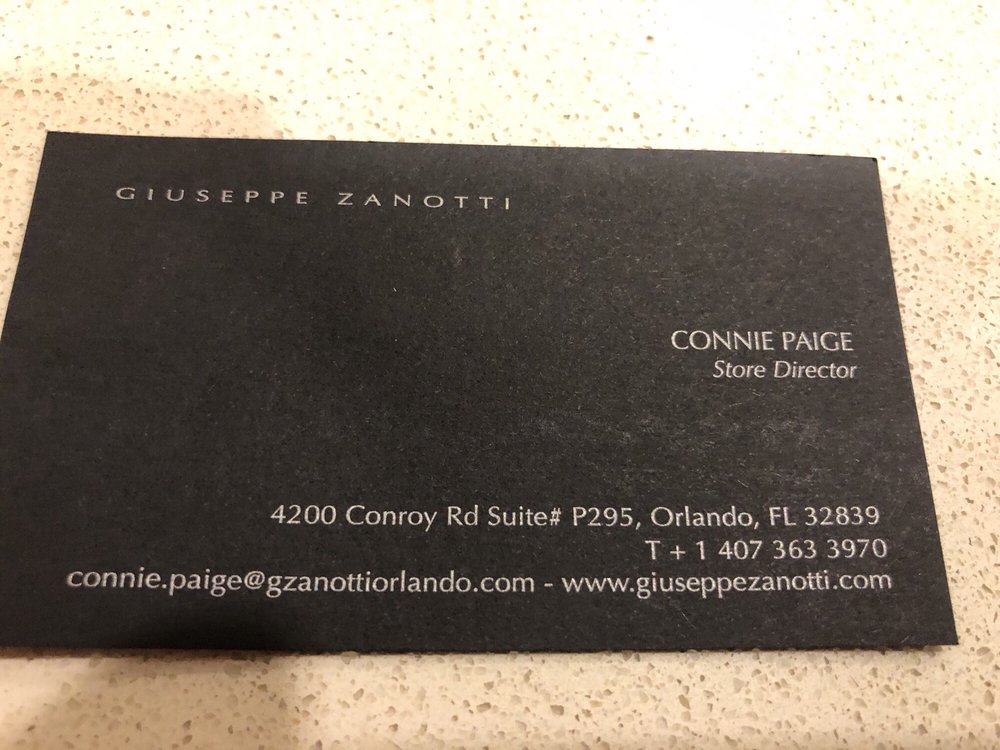 GIUSEPPE ZANOTTI
CONNIE PAIGE
Store Director
4200 Conroy Rd Suite# P295, Orlando, FL 32839
T + 1 407 363 3970
connie.paige@gzanottiorlando.com - www.giuseppezanotti.com